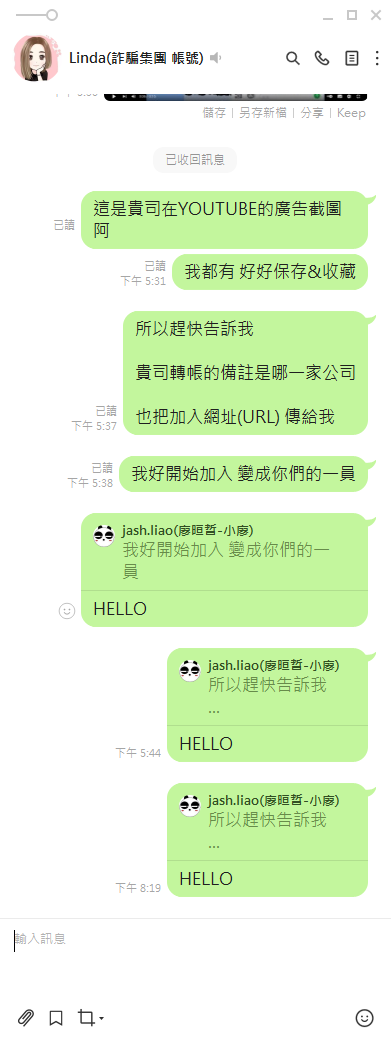 Linda(詐騙集團 帳號)
儲存 | 另存新檔 | 分享 | Keep
已收回訊息
這是貴司在YOUTUBE的廣告截圖
阿
已讀
我都有 好好保存&收藏
已讀
下午 5:31
所以趕快告訴我
貴司轉帳的備註是哪一家公司
也把加入網址(URL) 傳給我
已讀
下午 5:37
我好開始加入 變成你們的一員
已讀
下午 5:38
jash.liao(廖晅晢-小廖)
我好開始加入 變成你們的一
員
HELLO
jash.liao(廖晅晢-小廖)
所以趕快告訴我
...
HELLO
下午 5:44
jash.liao(廖晅晢-小廖)
所以趕快告訴我
...
HELLO
下午 8:19
輸入訊息